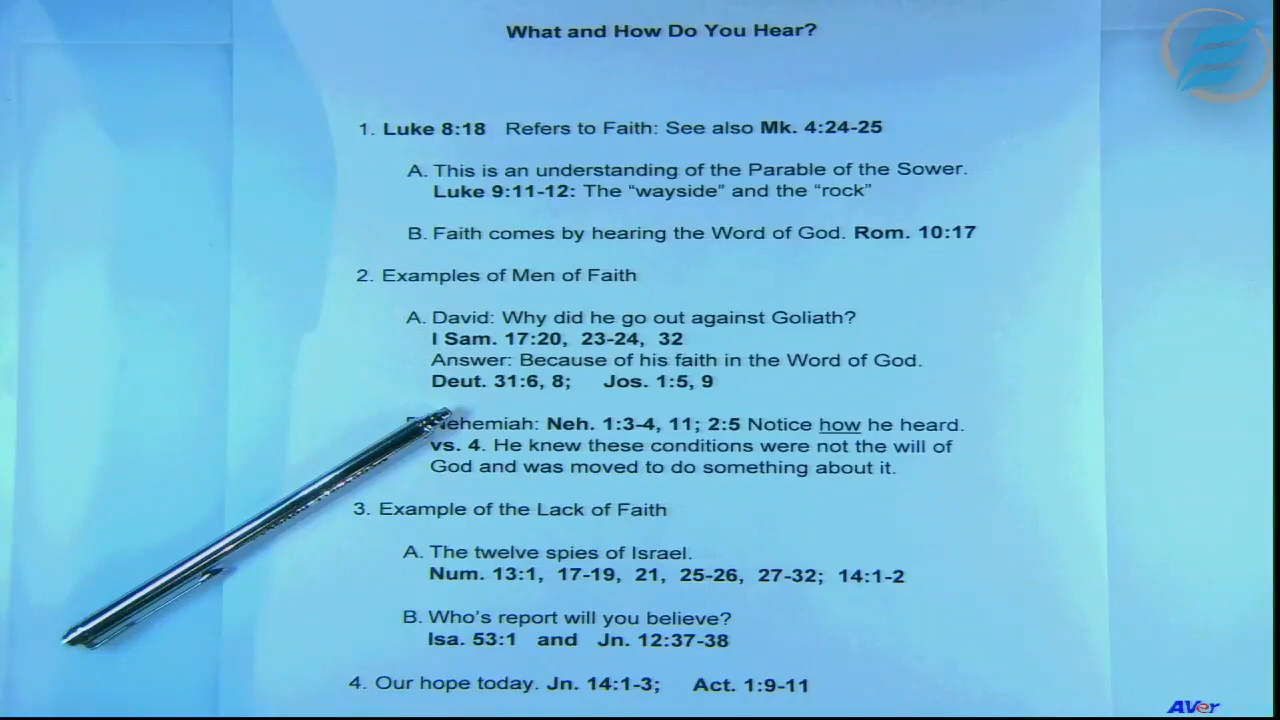 What and How Do You Hear?
1. Luke 8:18 Refers to Faith: See also Mk. 4:24-25
A. This is an understanding of the Parable of the Sower.
Luke 9:11-12: The “wayside” and the “rock”
B. Faith comes by hearing the Word of God. Rom. 10:17
2. Examples of Men of Faith
A. David: Why did he go out against Goliath?
I Sam. 17:20, 23-24, 32
Answer: Because of his faith in the Word of God.
Deut. 31:6, 8; Jos. 1:5, 9
Nehemiah: Neh. 1:3-4, 11; 2:5 Notice how he heard.
vs. 4. He knew these conditions were not the will of
God and was moved to do something about it.
3. Example of the Lack of Faith
A. The twelve spies of Israel.
Num. 13:1, 17-19, 21, 25-26, 27-32; 14:1-2
B. Who’s report will you believe?
Isa. 53:1 and Jn. 12:37-38
4. Our hope today. Jn. 14:1-3; Act. 1:9-11
AVer